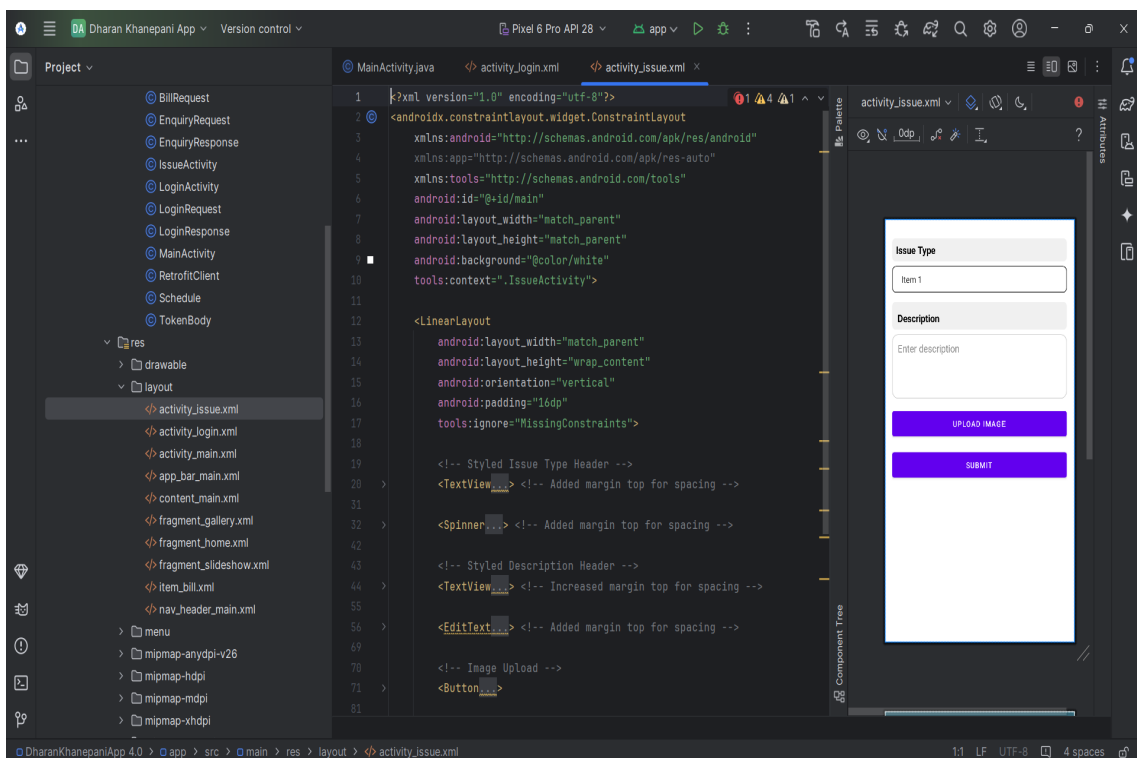 DA Dharan Khanepani App Version control Pixel 6 Pro API 28 app
Project
BillRequest
EnquiryRequest
EnquiryResponse
IssueActivity
LoginActivity
LoginRequest
LoginResponse
MainActivity
RetrofitClient
Schedule
TokenBody
res
drawable
layout
activity_issue.xml
activity_login.xml
activity_main.xml
app_bar_main.xml
content_main.xml
fragment_gallery.xml
fragment_home.xml
fragment_slideshow.xml
item_bill.xml
nav_header_main.xml
menu
mipmap-anydpi-v26
mipmap-hdpi
mipmap-mdpi
mipmap-xhdpi
MainActivity.java activity_login.xml activity_issue.xml
1 <?xml version="1.0" encoding="utf-8"?> 1 4 1
2 <androidx.constraintlayout.widget.ConstraintLayout
3 xmlns:android="http://schemas.android.com/apk/res/android"
4 xmlns:app="http://schemas.android.com/apk/res-auto"
5 xmlns:tools="http://schemas.android.com/tools"
6 android:id="@+id/main"
7 android:layout_width="match_parent"
8 android:layout_height="match_parent"
9 android:background="@color/white"
10 tools:context=".IssueActivity">
11
12 <LinearLayout
13 android:layout_width="match_parent"
14 android:layout_height="wrap_content"
15 android:orientation="vertical"
16 android:padding="16dp"
17 tools:ignore="MissingConstraints">
18
19 <!-- Styled Issue Type Header -->
20 <TextView...> <!-- Added margin top for spacing -->
31
32 <Spinner...> <!-- Added margin top for spacing -->
42
43 <!-- Styled Description Header -->
44 <TextView...> <!-- Increased margin top for spacing -->
55
56 <EditText...> <!-- Added margin top for spacing -->
69
70 <!-- Image Upload -->
71 <Button...>
81
Palette
Component Tree
activity_issue.xml
0dp ?
Attributes
Issue Type
Item 1
Description
Enter description
UPLOAD IMAGE
SUBMIT
DharanKhanepaniApp 4.0 > app > src > main > res > layout > activity_issue.xml 1:1 LF UTF-8 4 spaces